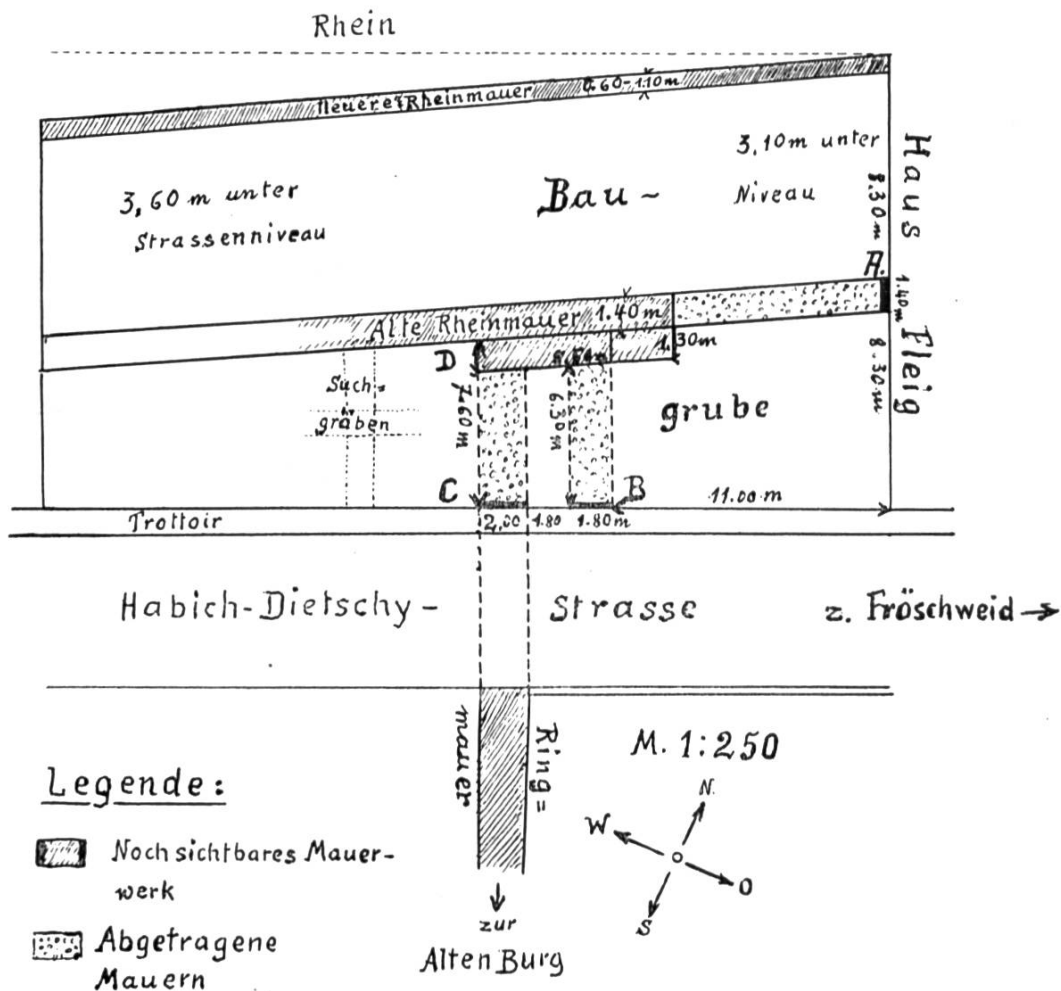 Rhein
Neuere Rheinmauer 0.60-1.10m
3,60 m unter
Strassenniveau
Bau-
3,10m unter
Niveau
8.30m
Haus Fleig
A.
1.40m
8.30m
Alte Rheinmauer 1.40m
1.30m
D
Such=
gräben
7.60m
6.30m
grube
C
B
11.00 m
Trottoir
2,00 1.80 1.80m
Habich-Dietschy-Strasse
z. Fröschweid →
Ring=
mauer
M. 1:250
N.
W
O
S
zur
Alten Burg
Legende:
Noch sichtbares Mauer-
werk
Abgetragene
Mauern